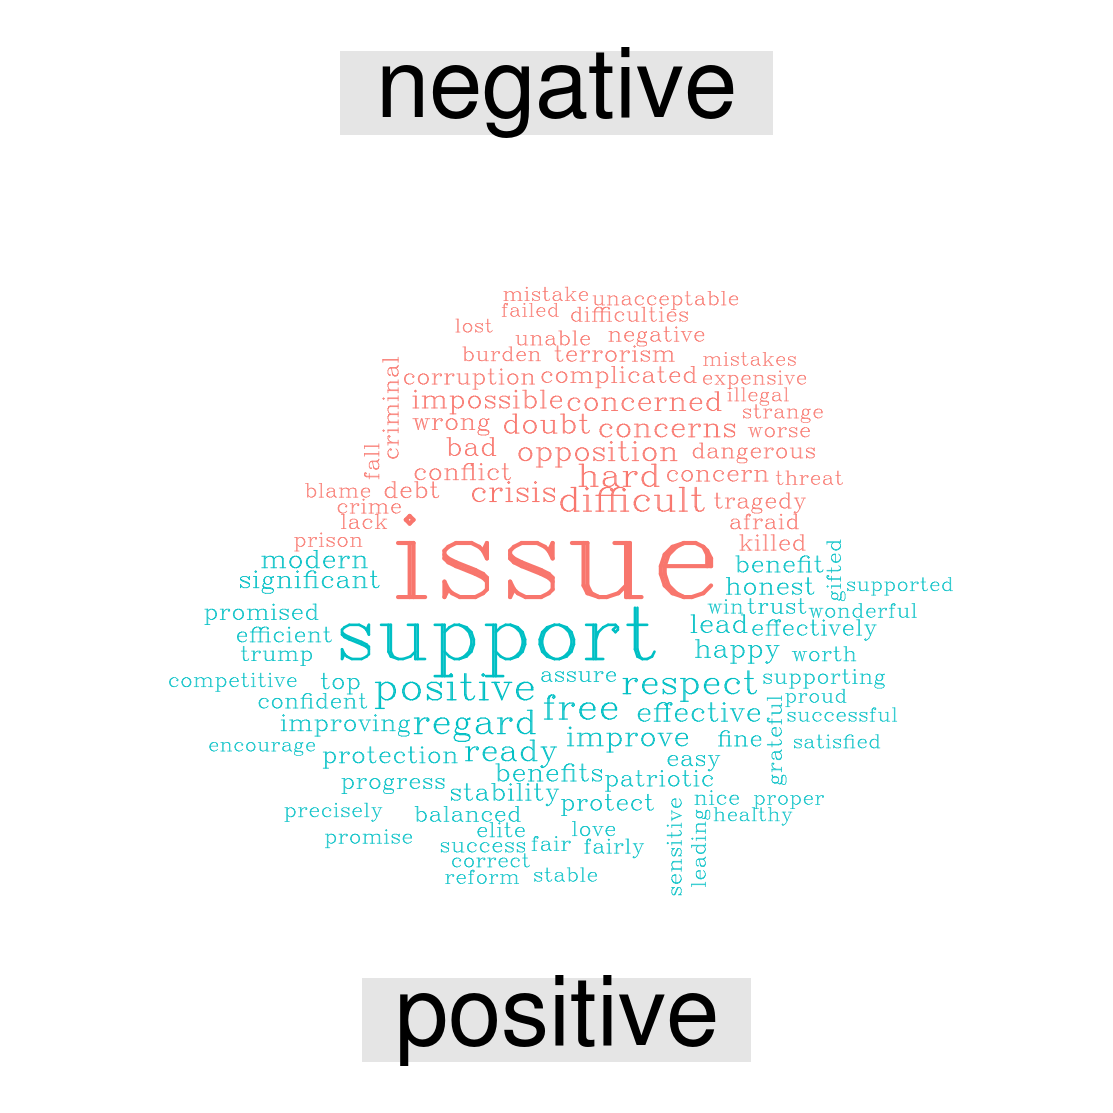 negative
mistake unacceptable
failed difficulties
lost unable negative
burden terrorism mistakes
criminal corruption complicated expensive
impossible concerned illegal
wrong doubt concerns strange
worse
fall bad opposition dangerous
conflict hard concern threat
blame debt crisis difficult tragedy
crime
lack afraid
prison issue killed
modern benefit gifted
significant honest supported
promised win trust wonderful
efficient support lead effectively
trump happy worth
competitive top assure supporting
confident positive respect proud
improving regard free effective grateful successful
encourage ready improve fine satisfied
protection easy
progress benefits patriotic
stability protect nice proper
precisely balanced sensitive leading healthy
promise elite love
success fair fairly
correct
reform stable
positive